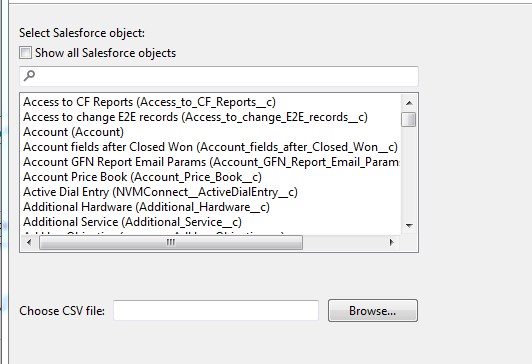 Select Salesforce object:
Show all Salesforce objects
Access to CF Reports (Access_to_CF_Reports__c)
Access to change E2E records (Access_to_change_E2E_records__c)
Account (Account)
Account fields after Closed Won (Account_fields_after_Closed_Won__c)
Account GFN Report Email Params (Account_GFN_Report_Email_Params
Account Price Book (Account_Price_Book__c)
Active Dial Entry (NVMConnect__ActiveDialEntry__c)
Additional Hardware (Additional_Hardware__c)
Additional Service (Additional_Service__c)
Choose CSV file:
Browse...